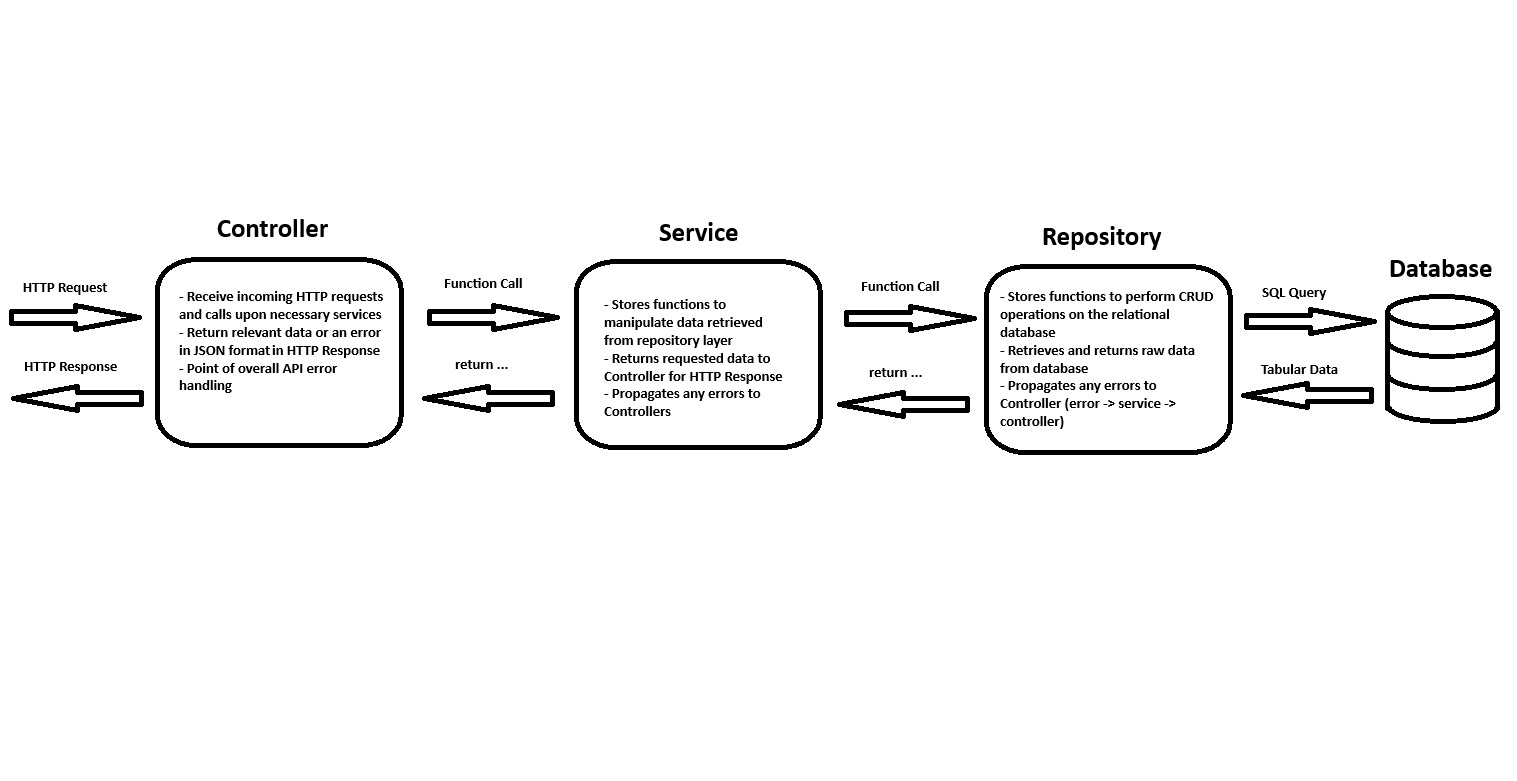 Controller
Service
Repository
Database
HTTP Request
HTTP Response
- Receive incoming HTTP requests
and calls upon necessary services
- Return relevant data or an error
in JSON format in HTTP Response
- Point of overall API error
handling
Function Call
return ...
- Stores functions to
manipulate data retrieved
from repository layer
- Returns requested data to
Controller for HTTP Response
- Propagates any errors to
Controllers
Function Call
return ...
- Stores functions to perform CRUD
operations on the relational
database
- Retrieves and returns raw data
from database
- Propagates any errors to
Controller (error -> service ->
controller)
SQL Query
Tabular Data